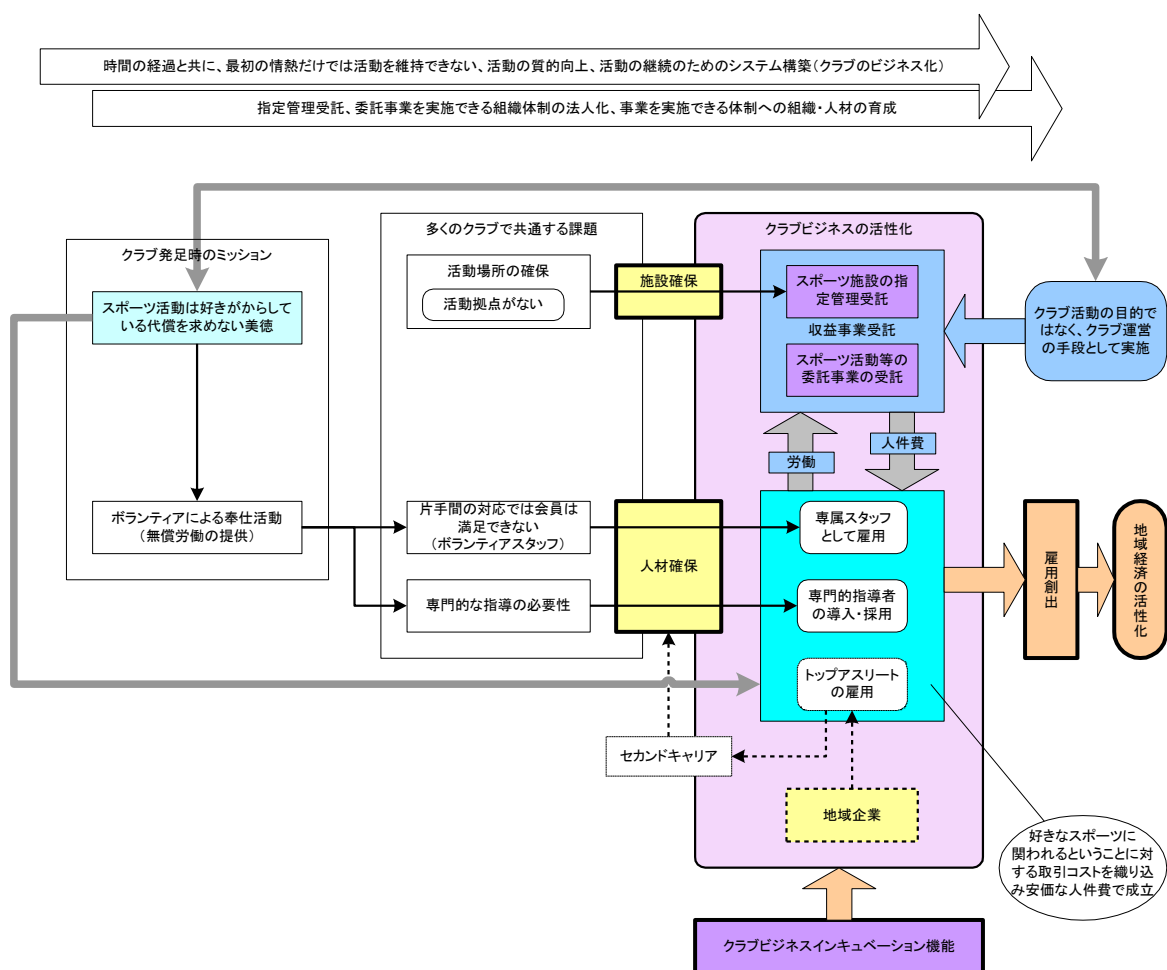 時間の経過と共に、最初の情熱だけでは活動を維持できない、活動の質的向上、活動の継続のためのシステム構築(クラブのビジネス化)
指定管理受託、委託事業を実施できる組織体制の法人化、事業を実施できる体制への組織・人材の育成
クラブ発足時のミッション
スポーツ活動は好きがからして
いる代償を求めない美徳
ボランティアによる奉仕活動
(無償労働の提供)
多くのクラブで共通する課題
活動場所の確保
活動拠点がない
片手間の対応では会員は
満足できない
(ボランティアスタッフ)
専門的な指導の必要性
施設確保
人材確保
セカンドキャリア
クラブビジネスの活性化
スポーツ施設の指
定管理受託
収益事業受託
スポーツ活動等の
委託事業の受託
労働
人件費
専属スタッフ
として雇用
専門的指導者
の導入・採用
トップアスリート
の雇用
地域企業
クラブビジネスインキュベーション機能
クラブ活動の目的で
はなく、クラブ運営
の手段として実施
雇用創出
地域経済の活性化
好きなスポーツに
関われるということに対
する取引コストを織り込
み安価な人件費で成立